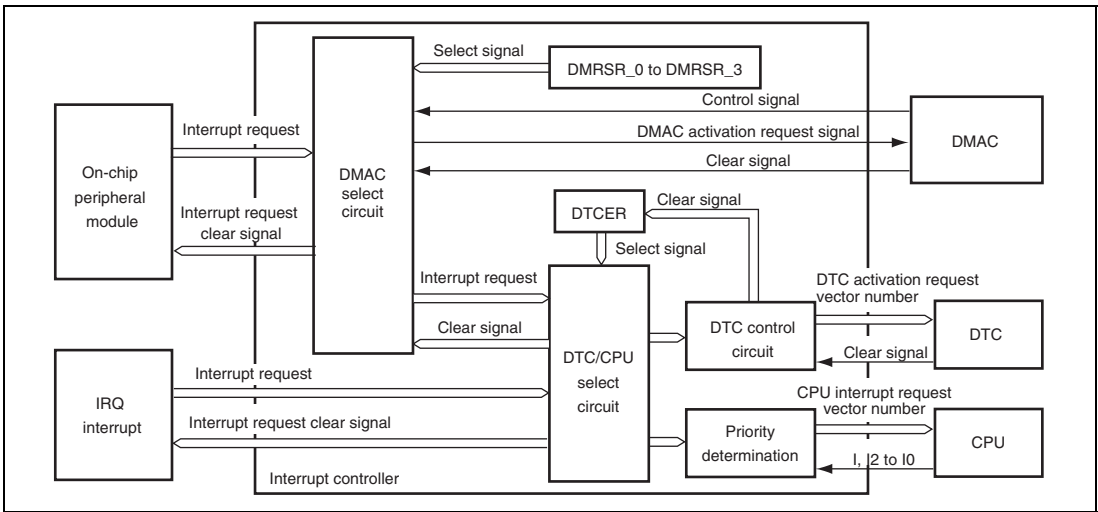 Select signal
DMRSR_0 to DMRSR_3
Control signal
DMAC activation request signal
Clear signal
DMAC
Interrupt request
On-chip
peripheral
module
DMAC
select
circuit
Interrupt request
clear signal
DTCER
Clear signal
Select signal
Interrupt request
Clear signal
DTC/CPU
select
circuit
DTC control
circuit
DTC activation request
vector number
DTC
Clear signal
IRQ
interrupt
Interrupt request
Interrupt request clear signal
Priority
determination
CPU interrupt request
vector number
CPU
I, I2 to I0
Interrupt controller